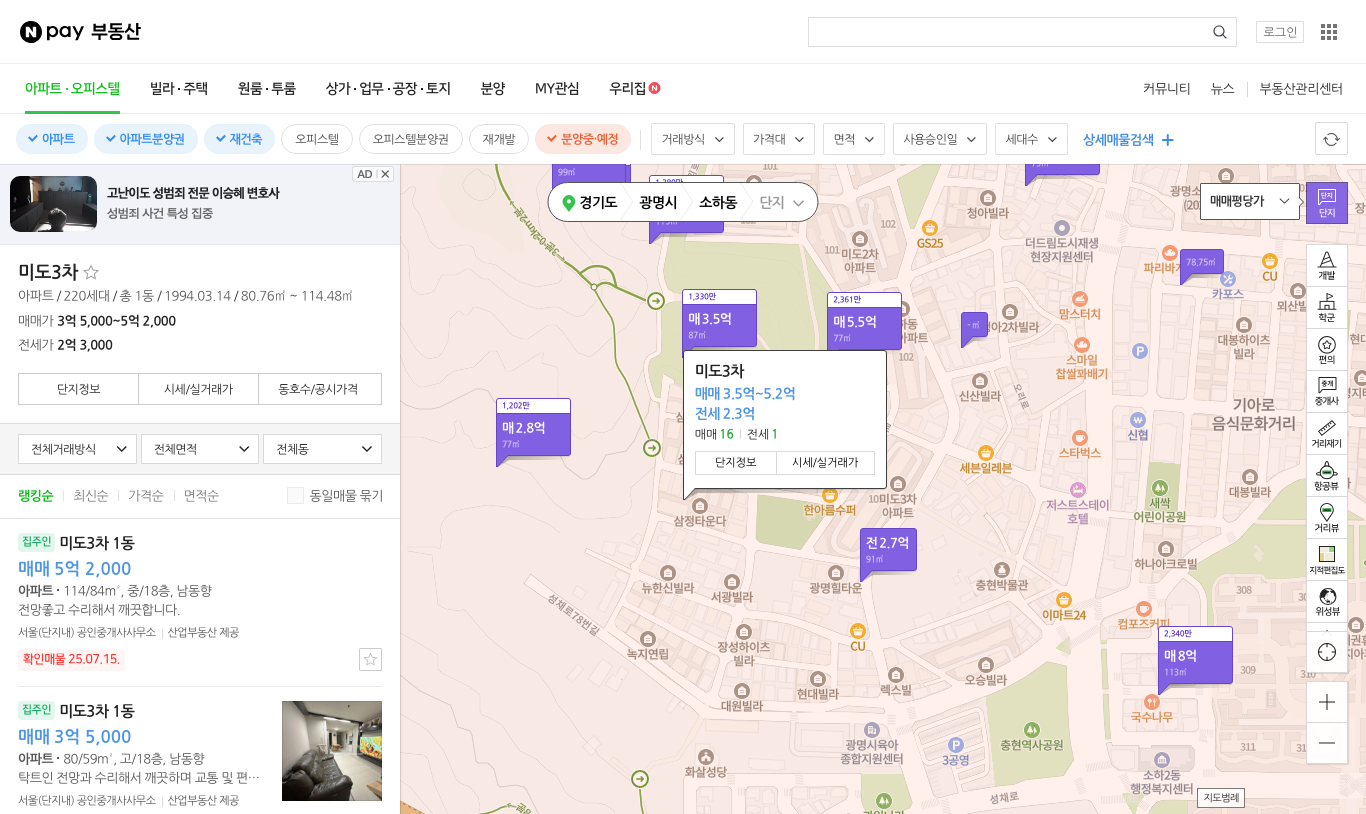 N pay 부동산
로그인
아파트·오피스텔
빌라·주택
원룸·투룸
상가·업무·공장·토지
분양
MY관심
우리집
N
커뮤니티
뉴스
부동산관리센터
아파트
아파트분양권
재건축
오피스텔
오피스텔분양권
재개발
분양중·예정
거래방식
가격대
면적
사용승인일
세대수
상세매물검색
AD
고난이도 성범죄 전문 이승혜 변호사
성범죄 사건 특성 집중
미도3차
아파트 / 220세대 / 총 1동 / 1994.03.14 / 80.76㎡ ~ 114.48㎡
매매가 3억 5,000~5억 2,000
전세가 2억 3,000
단지정보
시세/실거래가
동호수/공시가격
전체거래방식
전체면적
전체동
랭킹순
최신순
가격순
면적순
동일매물 묶기
집주인 미도3차 1동
매매 5억 2,000
아파트 · 114/84m², 중/18층, 남동향
전망좋고 수리해서 깨끗합니다.
서울(단지내) 공인중개사사무소
산업부동산 제공
확인매물 25.07.15.
집주인 미도3차 1동
매매 3억 5,000
아파트 · 80/59m², 고/18층, 남동향
탁트인 전망과 수리해서 깨끗하며 교통 및 편…
서울(단지내) 공인중개사사무소
산업부동산 제공
99㎡
경기도
광명시
소하동
단지
101
청아빌라
GS25
101
미도2차
아파트
더드림도시재생
현장지원센터
매매평당가
단지
단지
78.75㎡
CU
카포스
개발
1,330만
매3.5억
87㎡
2,361만
매5.5억
77㎡
102
- ㎡
맘스터치
스마일
찹쌀꽈배기
P
대봉하이츠
빌라
학군
편의
중개
중개사
미도3차
매매 3.5억~5.2억
전세 2.3억
매매 16
전세 1
단지정보
시세/실거래가
1,202만
매2.8억
77㎡
신산빌라
오리로
신협
기아로
음식문화거리
거리재기
스타벅스
세븐일레븐
항공뷰
저스트스테이
호텔
새싹
어린이공원
대봉빌라
거리뷰
삼정타운다
한아름수퍼
미도3차
아파트
전2.7억
91㎡
하나아크로빌
지적편집도
뉴한신빌라
서광빌라
광명힐타운
충현박물관
308
위성뷰
성채로78번길
이마트24
컴포즈커피
2,340만
매8억
113㎡
녹지연립
장성하이츠
빌라
CU
309
310
오승빌라
현대빌라
렉스빌
대원빌라
국수나무
광명시육아
종합지원센터
P
3공영
충현역사공원
311
311
화살성당
소하2동
행정복지센터
성채로
지도범례